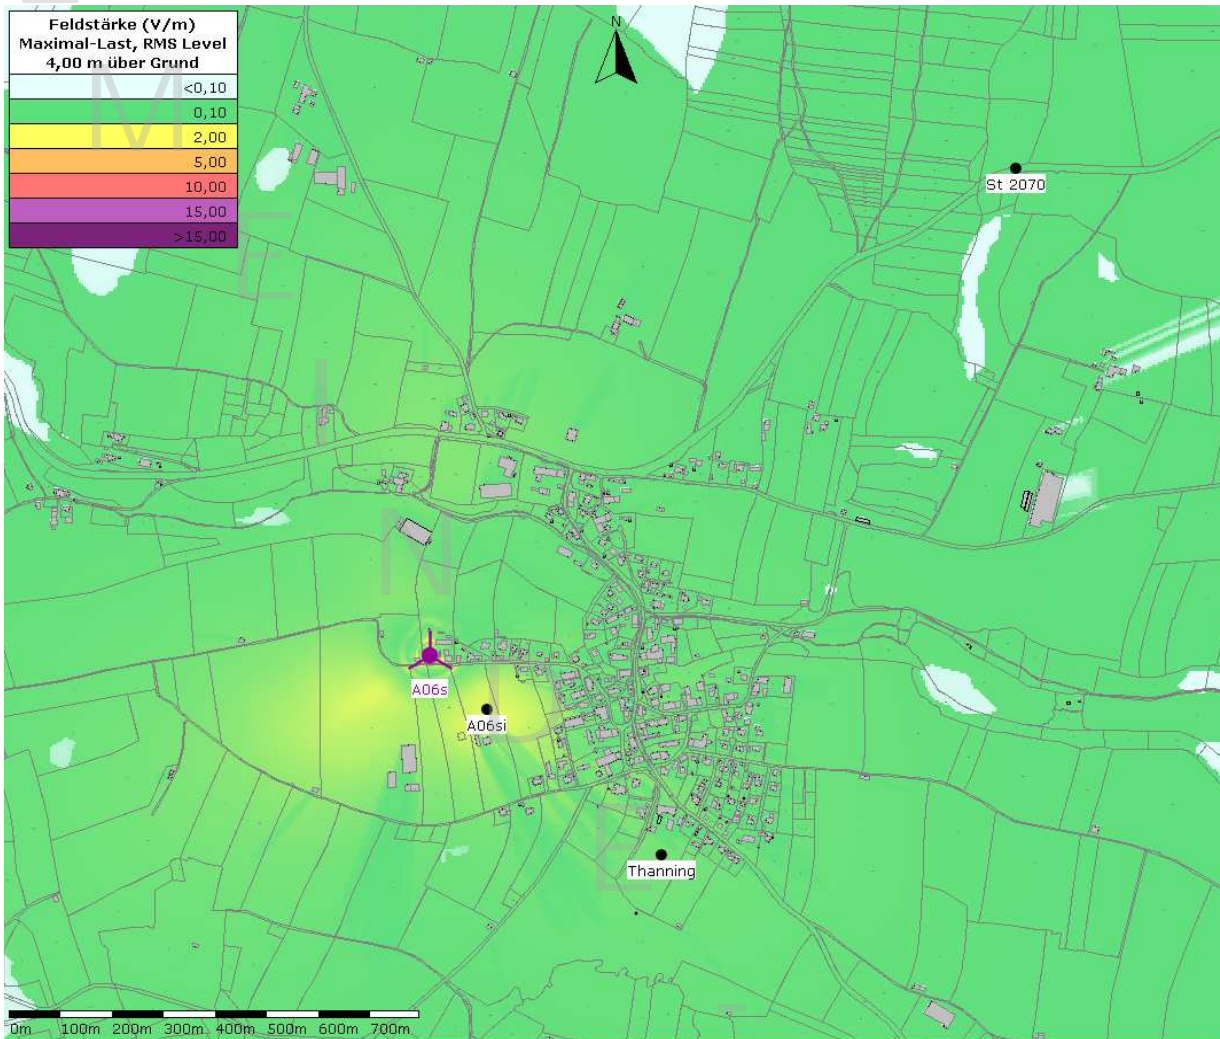 Feldstärke (V/m)
Maximal-Last, RMS Level
4,00 m über Grund
<0,10
0,10
2,00
5,00
10,00
15,00
>15,00
N
St 2070
A06s
A06si
Thanning
0m 100m 200m 300m 400m 500m 600m 700m
M
E
I
N
U
E